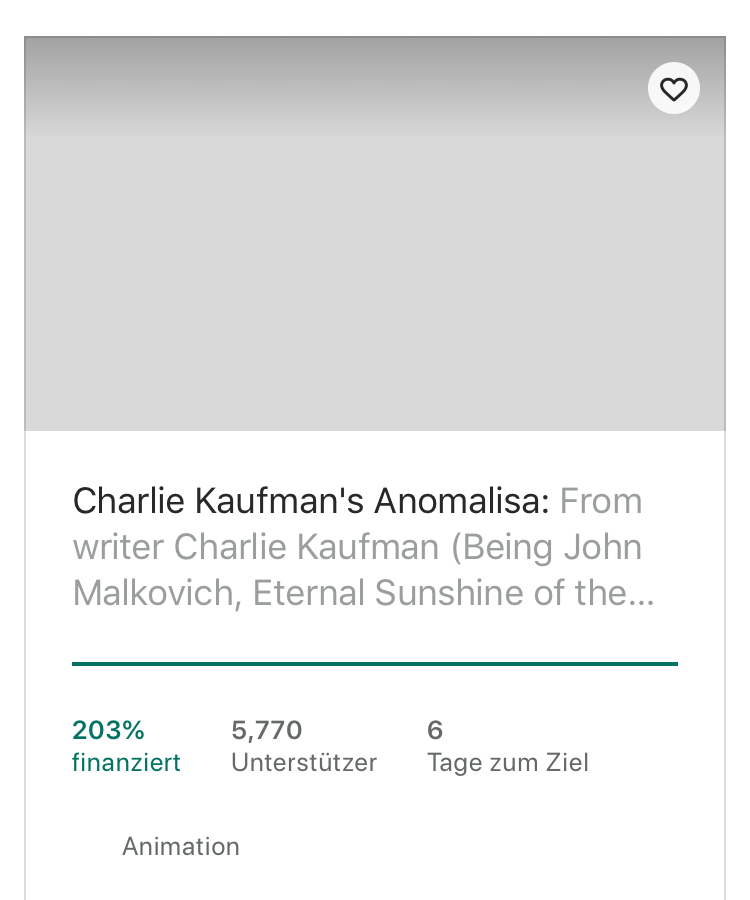 Charlie Kaufman's Anomalisa: From
writer Charlie Kaufman (Being John
Malkovich, Eternal Sunshine of the...
203%
finanziert
5,770
Unterstützer
6
Tage zum Ziel
Animation